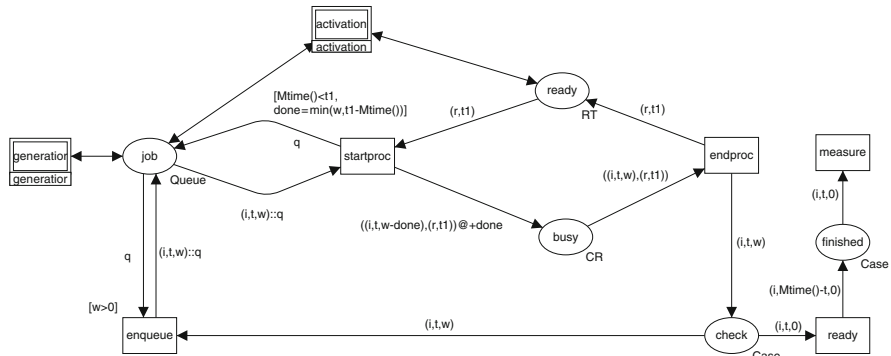 activation
activation
[Mtime()<t1,
done=min(w,t1-Mtime())]
ready
RT
(r,t1)
(r,t1)
q
generation
generation
job
Queue
startproc
endproc
measure
((i,t,w),(r,t1))
(i,t,0)
(i,t,w)::q
((i,t,w-done),(r,t1))@+done
busy
CR
finished
Case
q
(i,t,w)::q
(i,t,w)
(i,Mtime()-t,0)
[w>0]
enqueue
(i,t,w)
check
Case
(i,t,0)
ready